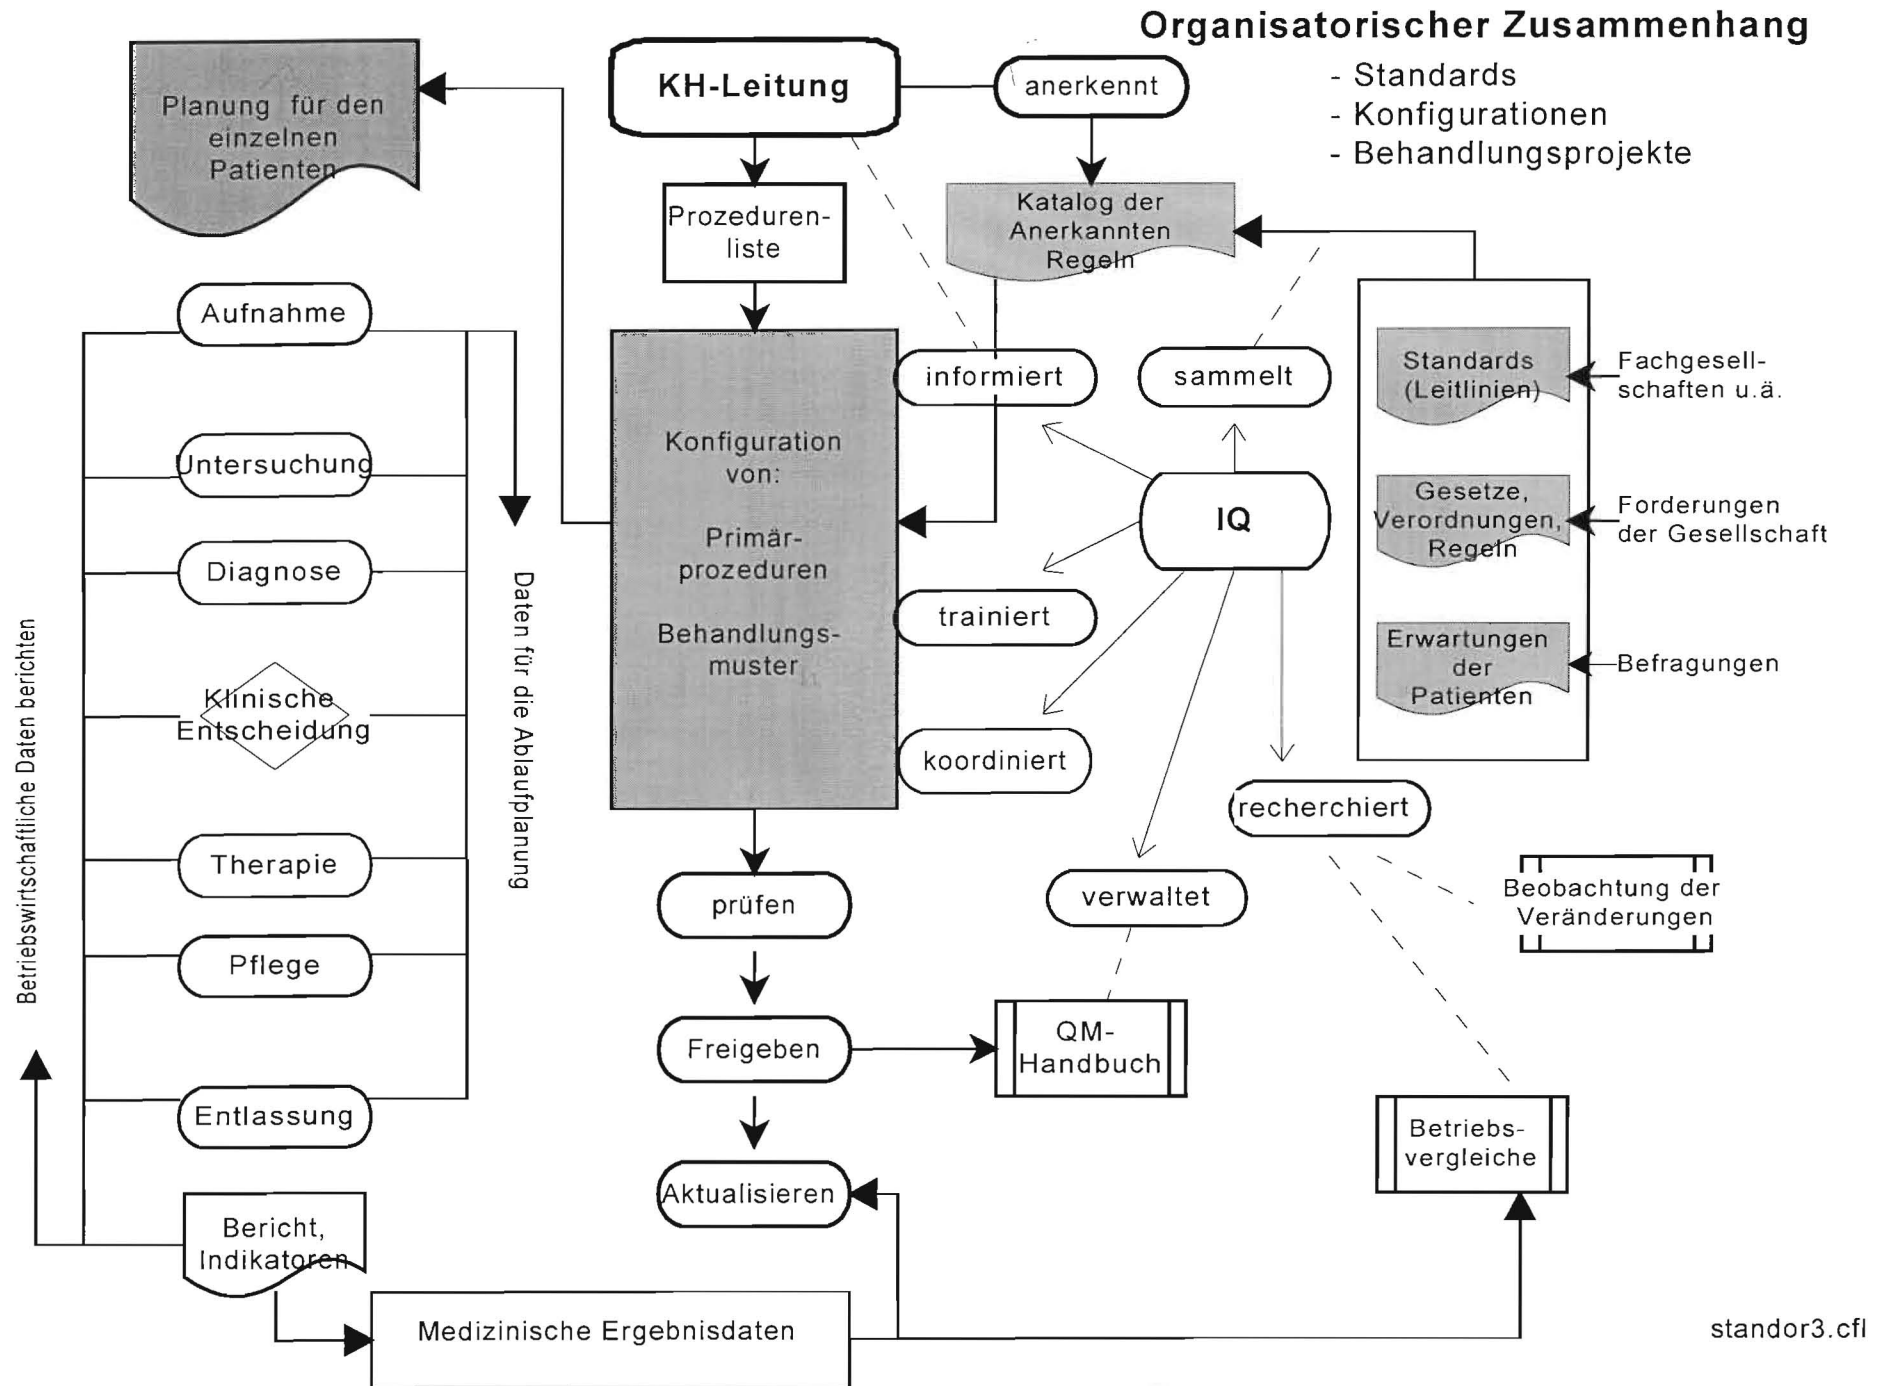 Organisatorischer Zusammenhang
- Standards
- Konfigurationen
- Behandlungsprojekte
Planung für den
einzelnen
Patienten
KH-Leitung
anerkennt
Prozeduren-
liste
Katalog der
Anerkannten
Regeln
Aufnahme
Untersuchung
Diagnose
Klinische
Entscheidung
Therapie
Pflege
Entlassung
Bericht,
Indikatoren
Betriebswirtschaftliche Daten berichten
Daten für die Ablaufplanung
Konfiguration
von:
Primär-
prozeduren
Behandlungs-
muster
informiert
sammelt
IQ
trainiert
koordiniert
recherchiert
verwaltet
Standards
(Leitlinien)
Fachgesell-
schaften u.ä.
Gesetze,
Verordnungen,
Regeln
Forderungen
der Gesellschaft
Erwartungen
der
Patienten
Befragungen
prüfen
Freigeben
Aktualisieren
QM-
Handbuch
Beobachtung der
Veränderungen
Betriebs-
vergleiche
Medizinische Ergebnisdaten
standor3.cfl